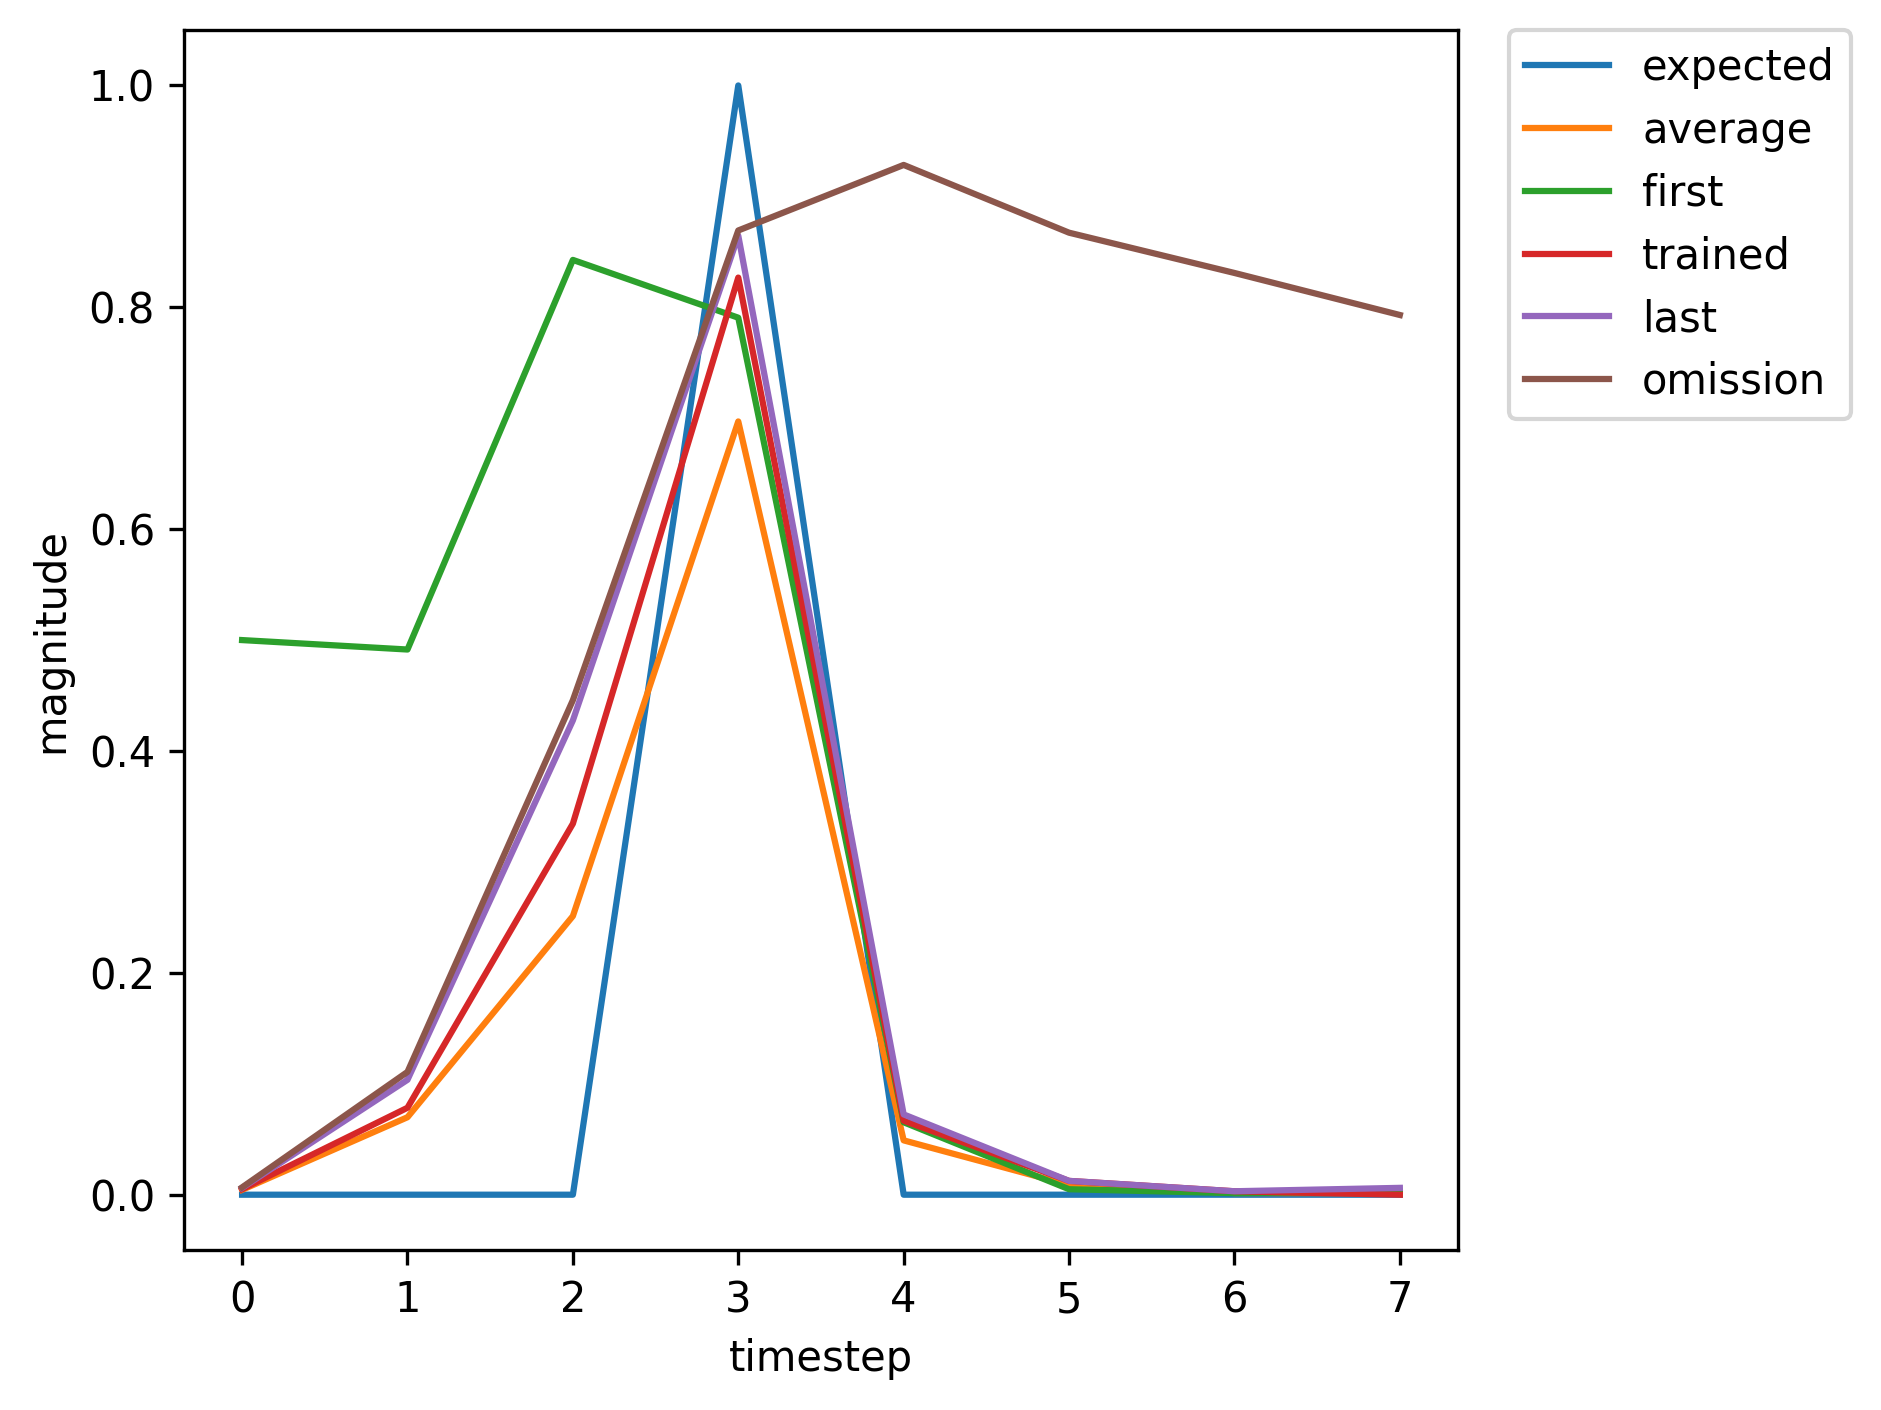 magnitude
1.0
0.8
0.6
0.4
0.2
0.0
0 1 2 3 4 5 6 7
timestep
expected
average
first
trained
last
omission